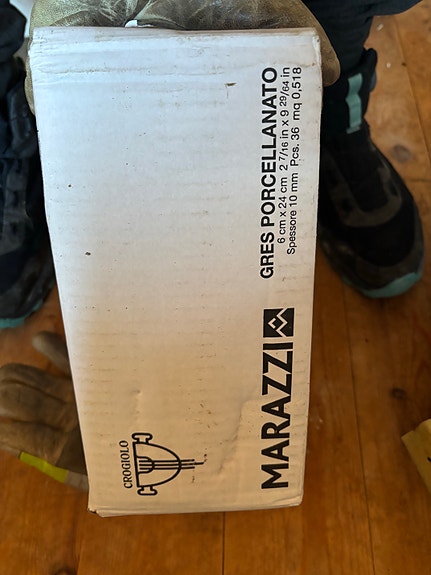 GRES PORCELLANATO
6 cm x 24 cm 2 7/16 in x 9 29/64 in
Spessore 10 mm Pcs. 36 mq 0,518
MARAZZI
CROGIOLO